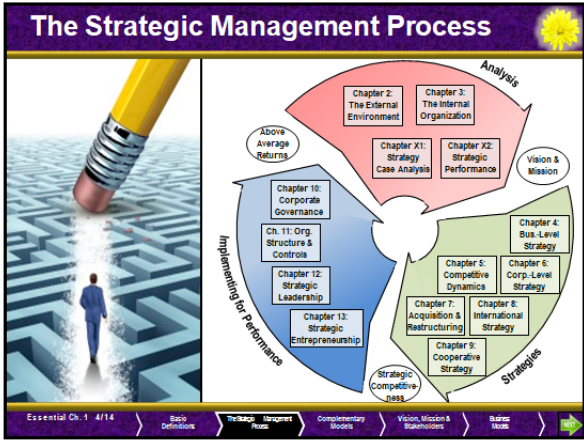 The Strategic Management Process
Analysis
Chapter 2:
The External
Environment
Chapter 3:
The Internal
Organization
Chapter X1:
Strategy
Case Analysis
Chapter X2:
Strategic
Performance
Above
Average
Returns
Vision &
Mission
Chapter 10:
Corporate
Governance
Ch. 11: Org.
Structure &
Controls
Chapter 12:
Strategic
Leadership
Chapter 13:
Strategic
Entrepreneurship
Implementing for Performance
Chapter 4:
Bus.-Level
Strategy
Chapter 5:
Competitive
Dynamics
Chapter 6:
Corp.-Level
Strategy
Chapter 7:
Acquisition &
Restructuring
Chapter 8:
International
Strategy
Chapter 9:
Cooperative
Strategy
Strategies
Strategic
Competitive-
ness
Essential Ch. 1 4/14
Basic
Definitions
The Strategic Management
Process
Complementary
Models
Vision, Mission &
Stakeholders
Business
Models
NEXT